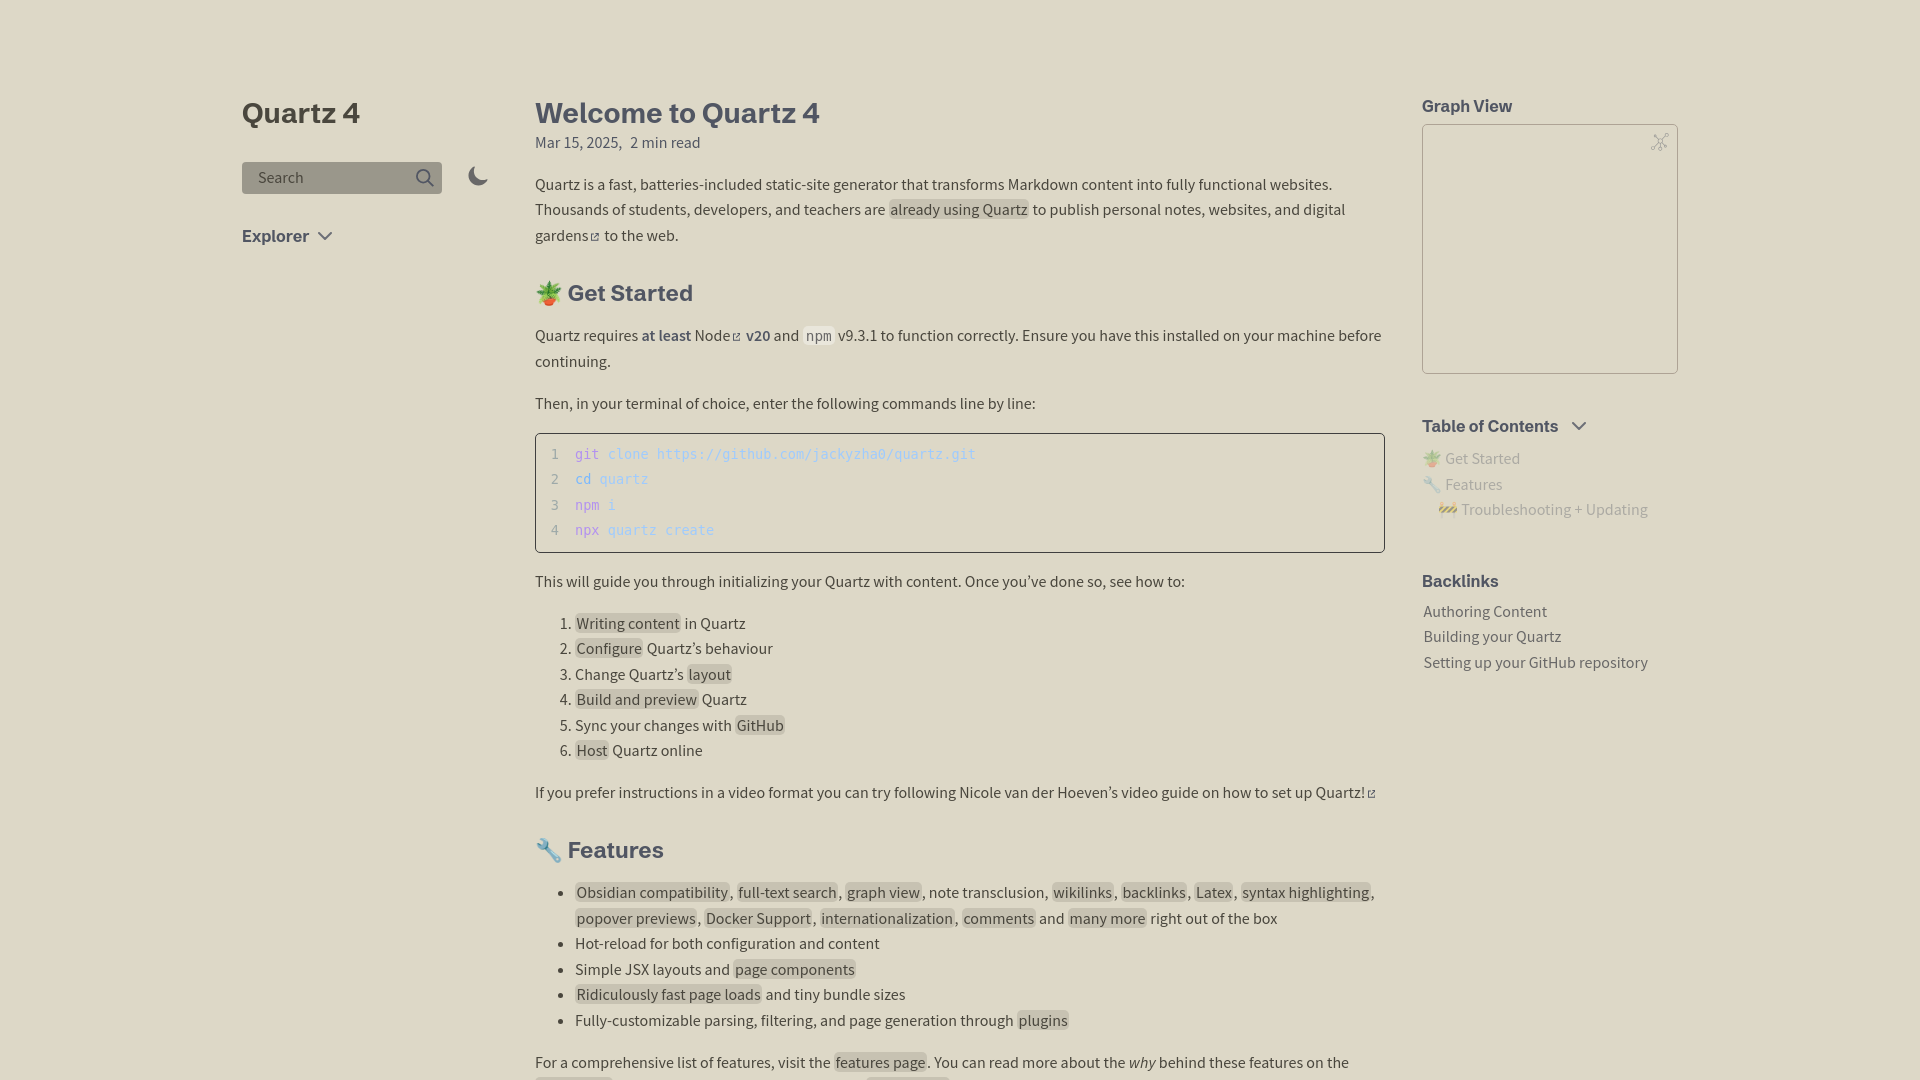 Quartz 4
Search
Explorer
Welcome to Quartz 4
Mar 15, 2025, 2 min read
Quartz is a fast, batteries-included static-site generator that transforms Markdown content into fully functional websites.
Thousands of students, developers, and teachers are already using Quartz to publish personal notes, websites, and digital
gardens to the web.
🪴 Get Started
Quartz requires at least Node v20 and npm v9.3.1 to function correctly. Ensure you have this installed on your machine before
continuing.
Then, in your terminal of choice, enter the following commands line by line:
1 git clone https://github.com/jackyzha0/quartz.git
2 cd quartz
3 npm i
4 npx quartz create
This will guide you through initializing your Quartz with content. Once you’ve done so, see how to:
1. Writing content in Quartz
2. Configure Quartz’s behaviour
3. Change Quartz’s layout
4. Build and preview Quartz
5. Sync your changes with GitHub
6. Host Quartz online
If you prefer instructions in a video format you can try following Nicole van der Hoeven’s video guide on how to set up Quartz!
🔧 Features
• Obsidian compatibility, full-text search, graph view, note transclusion, wikilinks, backlinks, Latex, syntax highlighting,
popover previews, Docker Support, internationalization, comments and many more right out of the box
• Hot-reload for both configuration and content
• Simple JSX layouts and page components
• Ridiculously fast page loads and tiny bundle sizes
• Fully-customizable parsing, filtering, and page generation through plugins
For a comprehensive list of features, visit the features page. You can read more about the why behind these features on the
Graph View
Table of Contents
🪴 Get Started
🔧 Features
🚧 Troubleshooting + Updating
Backlinks
Authoring Content
Building your Quartz
Setting up your GitHub repository